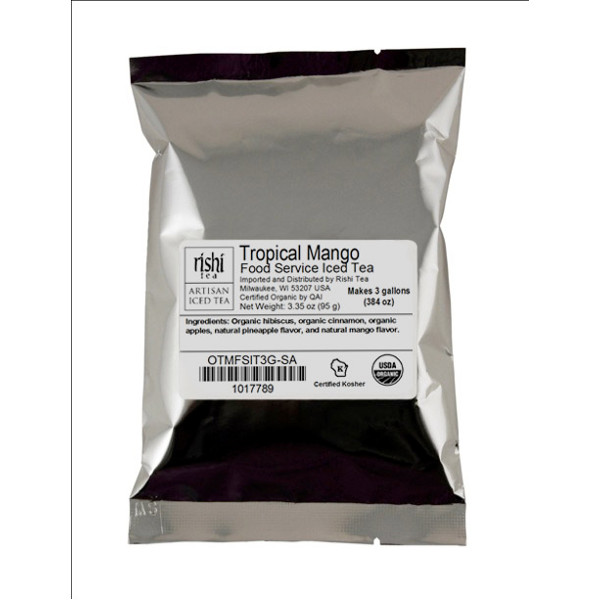 rishi
tea
ARTISAN
ICED TEA
Tropical Mango
Food Service Iced Tea
Imported and Distributed by Rishi Tea
Milwaukee, WI 53207 USA
Certified Organic by QAI
Net Weight: 3.35 oz (95 g)
Makes 3 gallons
(384 oz)
Ingredients: Organic hibiscus, organic cinnamon, organic
apples, natural pineapple flavor, and natural mango flavor.
OTMFSIT3G-SA
1017789
K
Certified Kosher
USDA
ORGANIC